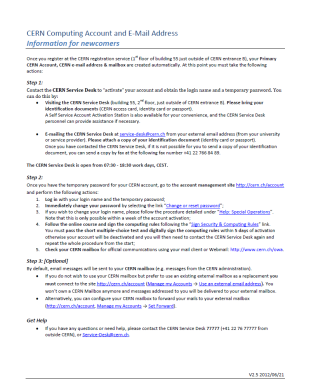 CERN Computing Account and E-Mail Address
Information for newcomers
Once you register at the CERN registration service (1st floor of building 55 just outside of CERN entrance B), your Primary
CERN Account, CERN e-mail address & mailbox are created automatically. At this point you must take the following
actions:
Step 1:
Contact the CERN Service Desk to "activate" your account and obtain the login name and a temporary password. You
can do this by:
• Visiting the CERN Service Desk (building 55, 2nd floor, just outside of CERN entrance B). Please bring your
identification documents (CERN access card, identity card or passport).
A Self Service Account Activation Station is also available for your convenience, and the CERN Service Desk
personnel can provide assistance if necessary.
• E-mailing the CERN Service Desk at service-desk@cern.ch from your external email address (from your university
or service provider). Please attach a copy of your identification document (identity card or passport).
Once you have contacted the CERN Service Desk, if it is not possible for you to send a copy of your identification
document, you can send a copy by fax at the following fax number +41 22 766 84 89.
The CERN Service Desk is open from 07:30 - 18:30 work days, CEST.
Step 2:
Once you have the temporary password for your CERN account, go to the account management site http://cern.ch/account
and perform the following actions:
1. Log in with your login name and the temporary password;
2. Immediately change your password by selecting the link "Change or reset password";
3. If you wish to change your login name, please follow the procedure detailed under "Help, Special Operations".
Note that this is only possible within a week of the account activation;
4. Follow the online course and sign the computing rules following the "Sign Security & Computing Rules" link.
You must pass the short multiple-choice test and digitally sign the computing rules within 5 days of activation
otherwise your account will be deactivated and you will then need to contact the CERN Service Desk again and
repeat the whole procedure from the start;
5. Check your CERN mailbox for official communications using your mail client or Webmail: http://www.cern.ch/owa.
Step 3: [Optional]
By default, email messages will be sent to your CERN mailbox (e.g. messages from the CERN administration).
• If you do not wish to use your CERN mailbox but prefer to use an existing external mailbox as replacement you
must connect to the site http://cern.ch/account (Manage my Accounts -> Use an external email address). You
won't own a CERN Mailbox anymore and messages addressed to you will be delivered to your external mailbox.
• Alternatively, you can configure your CERN mailbox to forward your mails to your external mailbox
(http://cern.ch/account, Manage my Accounts -> Set Forward).
Get Help
• If you have any questions or need help, please contact the CERN Service Desk 77777 (+41 22 76 77777 from
outside CERN), or Service-Desk@cern.ch.
V2.5 2012/06/21